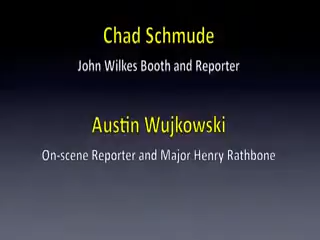 Chad Schmude
John Wilkes Booth and Reporter
Austin Wujkowski
On-scene Reporter and Major Henry Rathbone